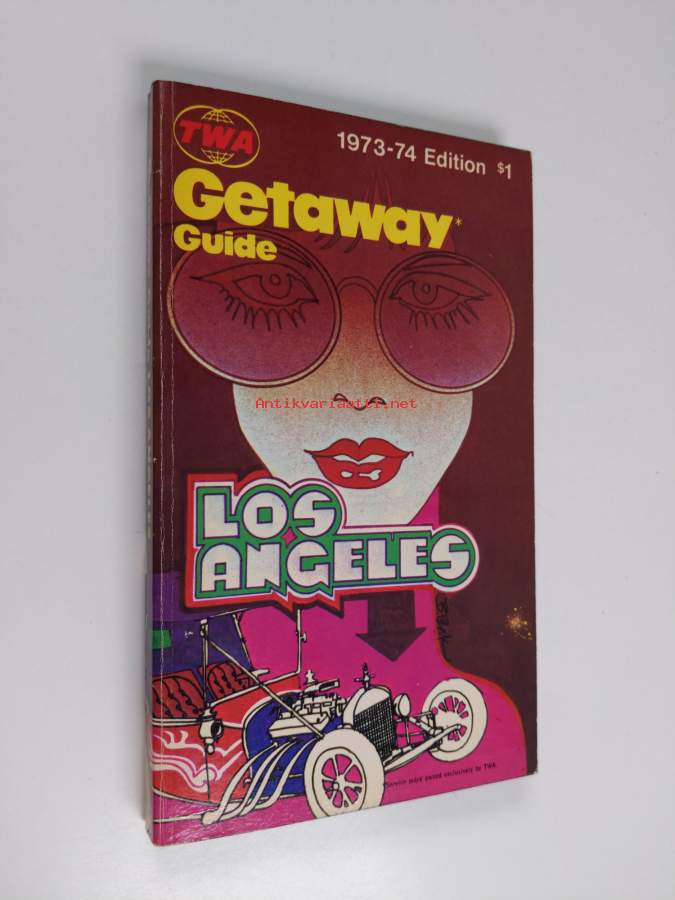 TWA
1973-74 Edition $1
Getaway*
Guide
Antikvariaatti.net
LOS
ANGELES
*Service mark owned exclusively by TWA